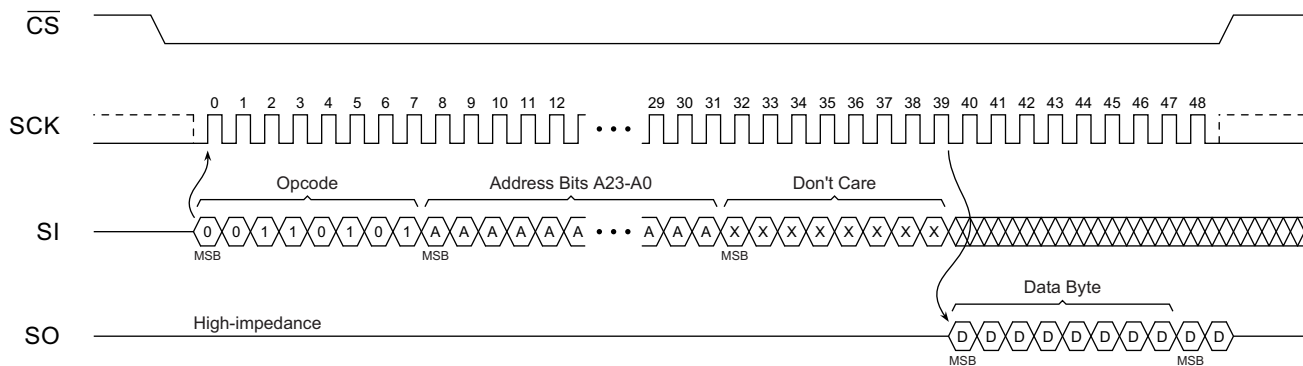 CS
0 1 2 3 4 5 6 7 8 9 10 11 12 29 30 31 32 33 34 35 36 37 38 39 40 41 42 43 44 45 46 47 48
SCK
Opcode Address Bits A23-A0 Don't Care
SI 0 0 1 1 0 1 0 1 A A A A A A A A A X X X X X X X X
MSB MSB MSB
Data Byte
High-impedance
SO D D D D D D D D D D
MSB MSB